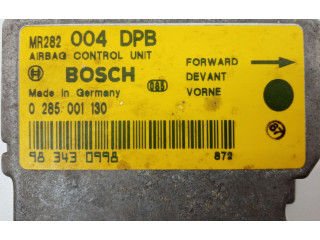 MR282 004 DPB
AIRBAG CONTROL UNIT
BOSCH
Made in Germany
0 285 001 130
FORWARD
DEVANT
VORNE
98 343 0998
872